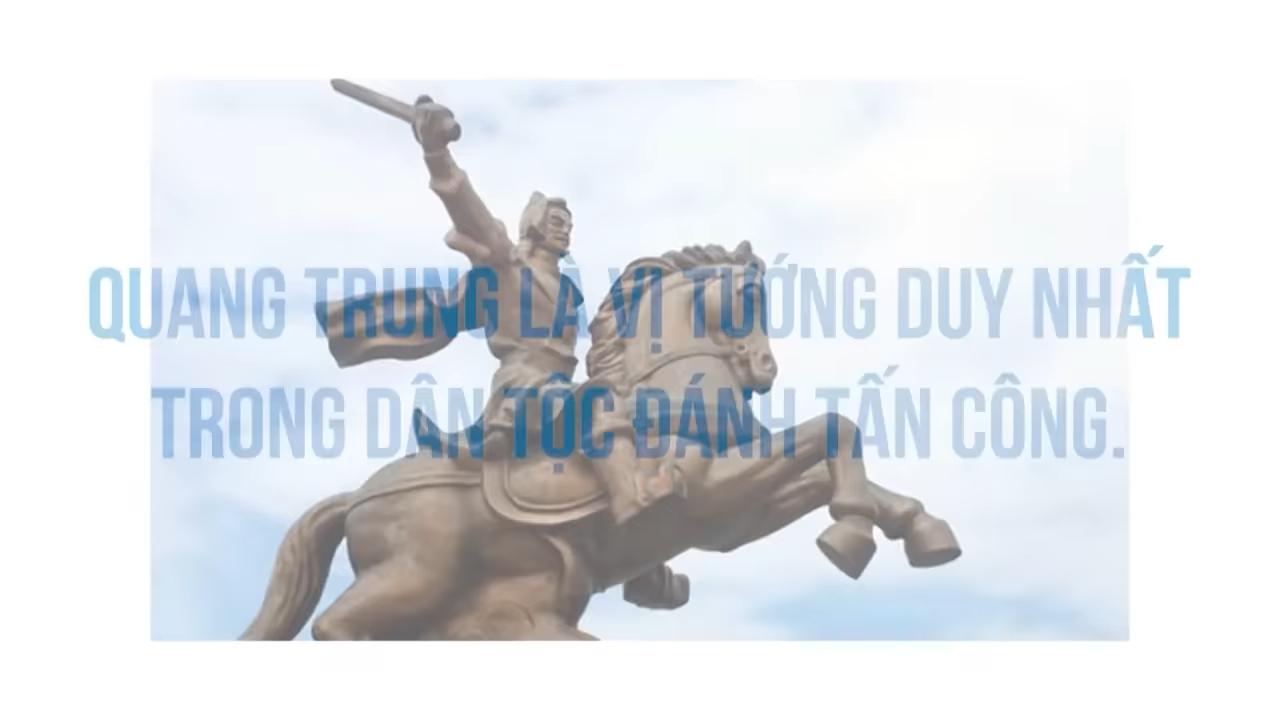 QUANG TRUNG LÀ VỊ TƯỚNG DUY NHẤT
TRONG DÂN TỘC ĐÁNH TẤN CÔNG.